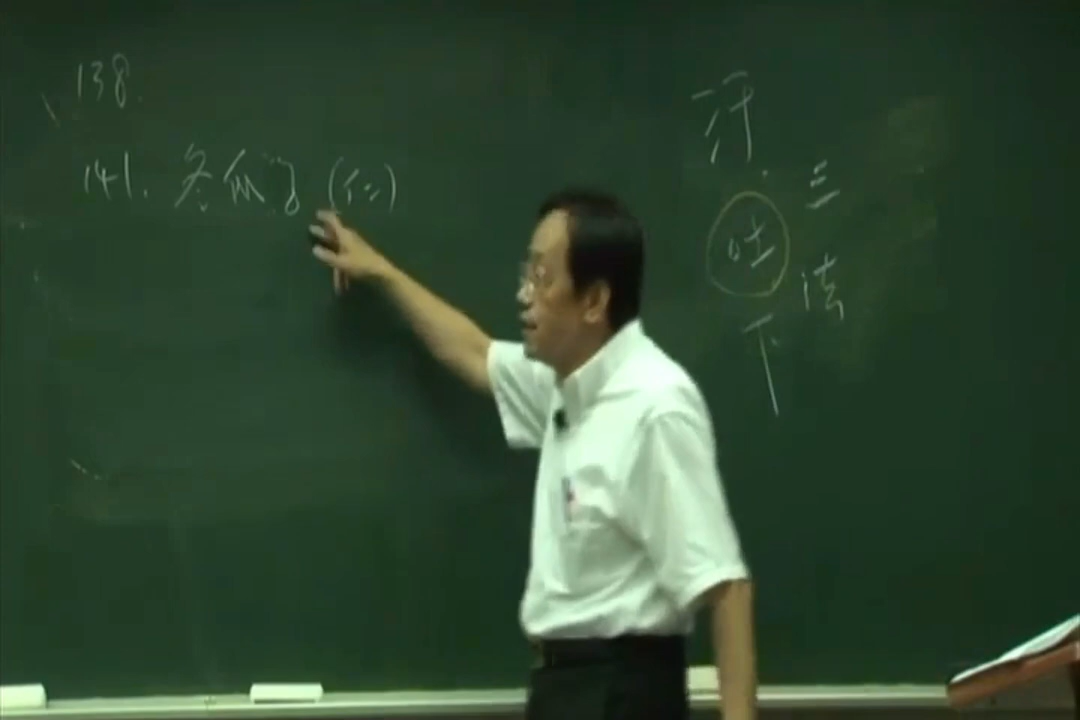 138.
141. 冬瓜子(仁)
汗.
吐
下
三法